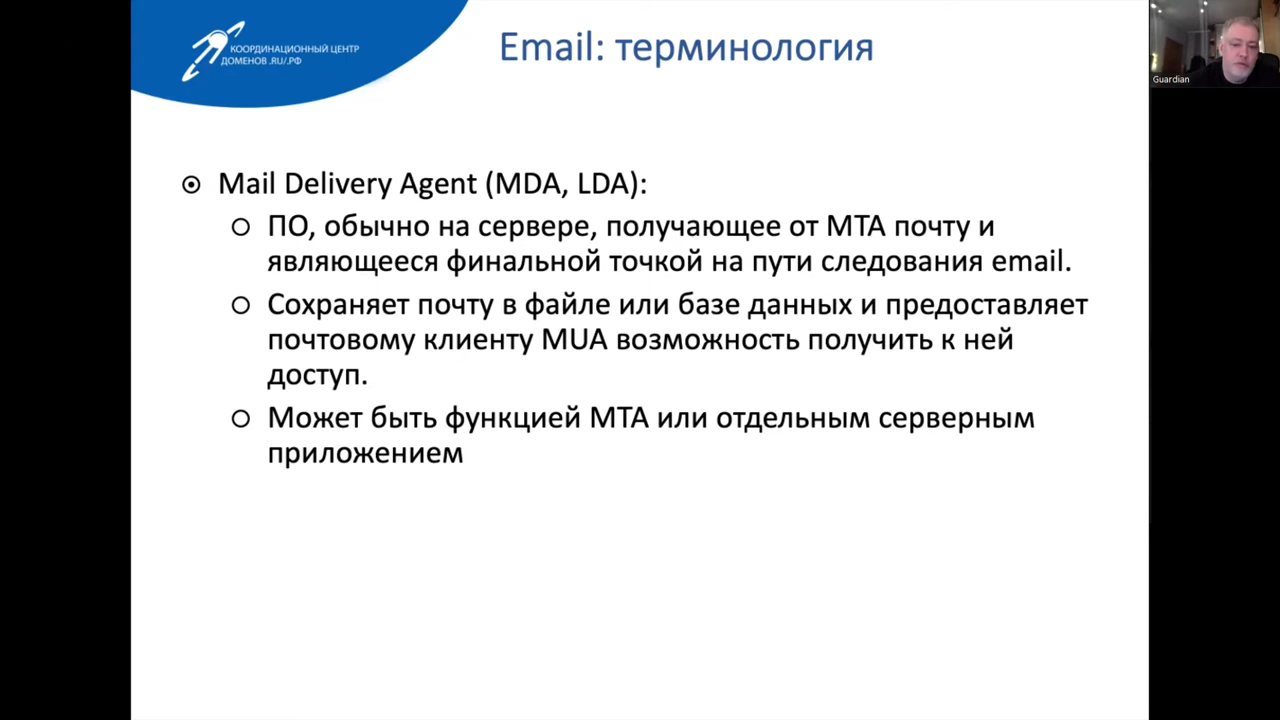 КООРДИНАЦИОННЫЙ ЦЕНТР
ДОМЕНОВ .RU/.РФ
Email: терминология
Guardian
Mail Delivery Agent (MDA, LDA):
ПО, обычно на сервере, получающее от MTA почту и
являющееся финальной точкой на пути следования email.
Сохраняет почту в файле или базе данных и предоставляет
почтовому клиенту MUA возможность получить к ней
доступ.
Может быть функцией MTA или отдельным серверным
приложением